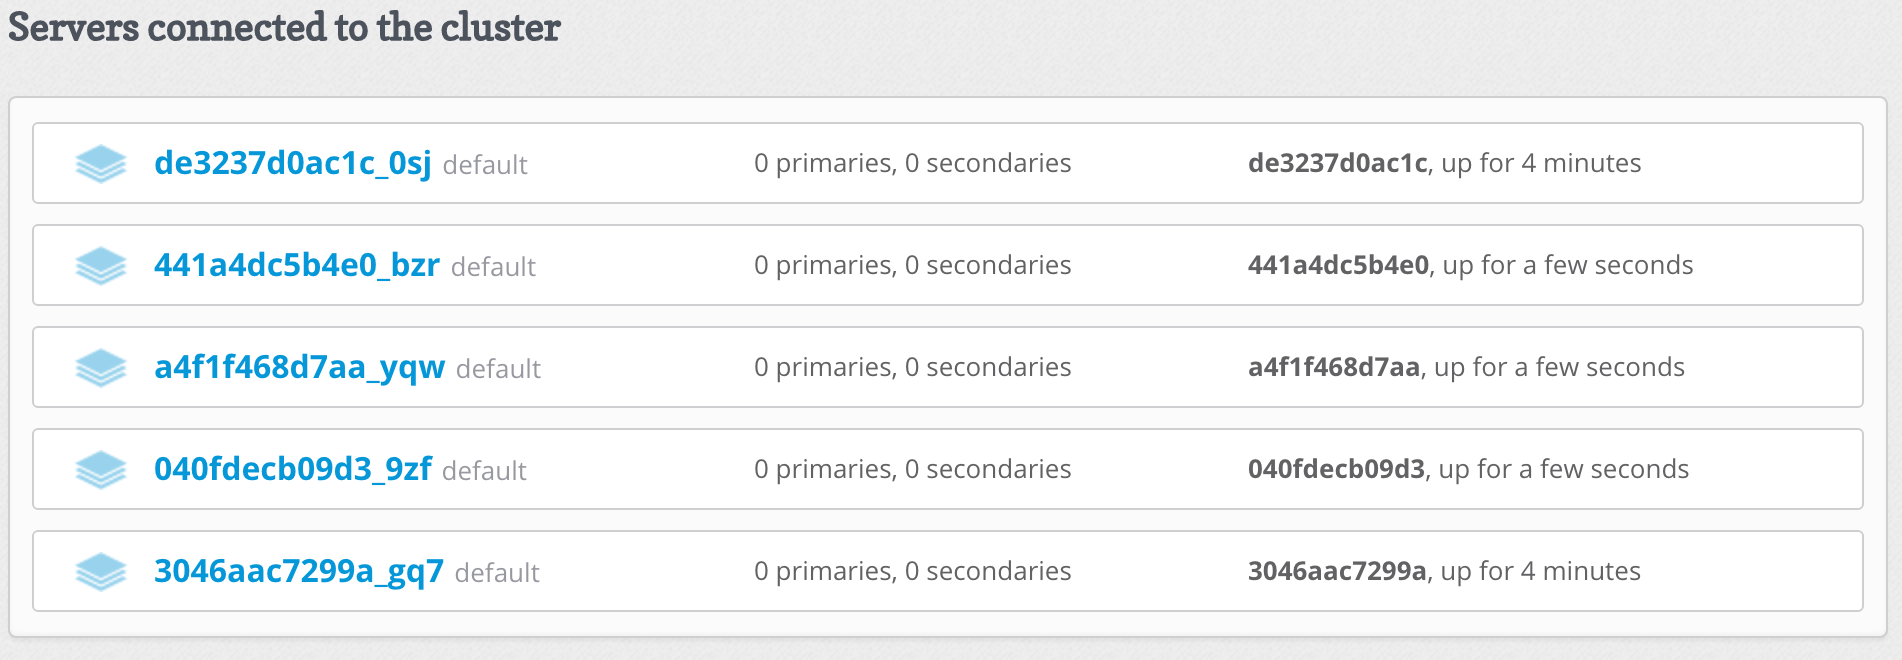 Servers connected to the cluster
de3237d0ac1c_0sj default 0 primaries, 0 secondaries de3237d0ac1c, up for 4 minutes
441a4dc5b4e0_bzr default 0 primaries, 0 secondaries 441a4dc5b4e0, up for a few seconds
a4f1f468d7aa_yqw default 0 primaries, 0 secondaries a4f1f468d7aa, up for a few seconds
040fdecb09d3_9zf default 0 primaries, 0 secondaries 040fdecb09d3, up for a few seconds
3046aac7299a_gq7 default 0 primaries, 0 secondaries 3046aac7299a, up for 4 minutes